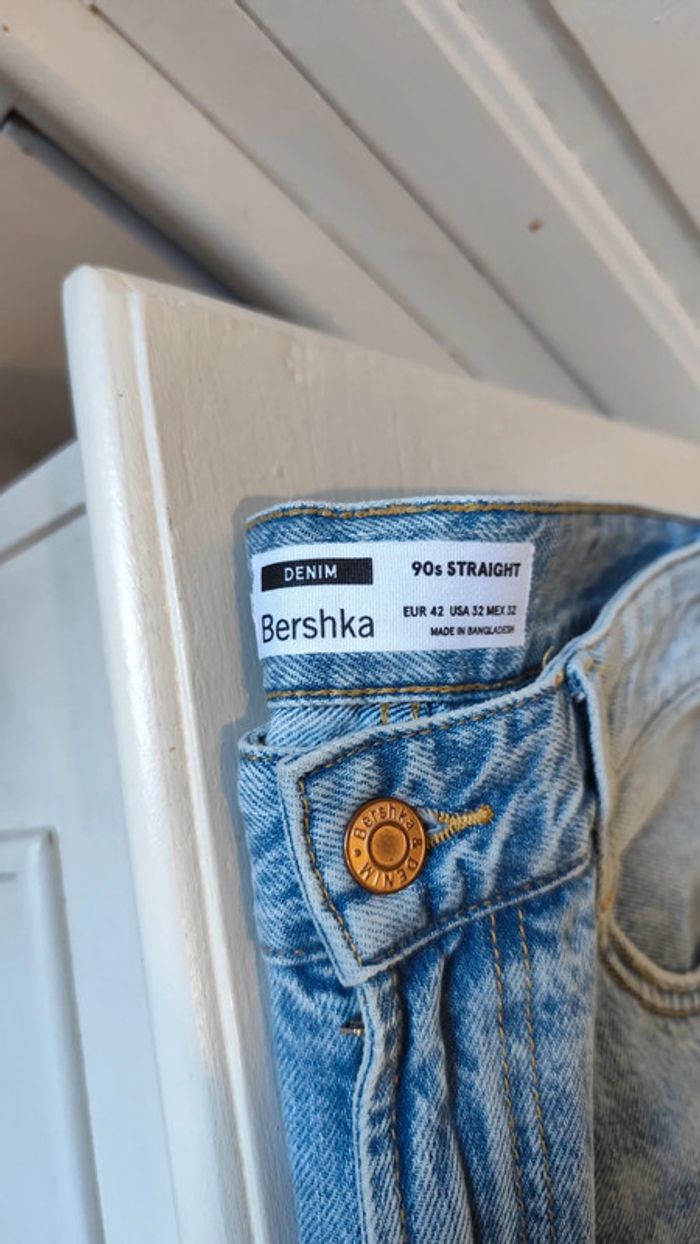 DENIM
90s STRAIGHT
Bershka
EUR 42 USA 32 MEX 32
MADE IN BANGLADESH
Bershka & DENIM